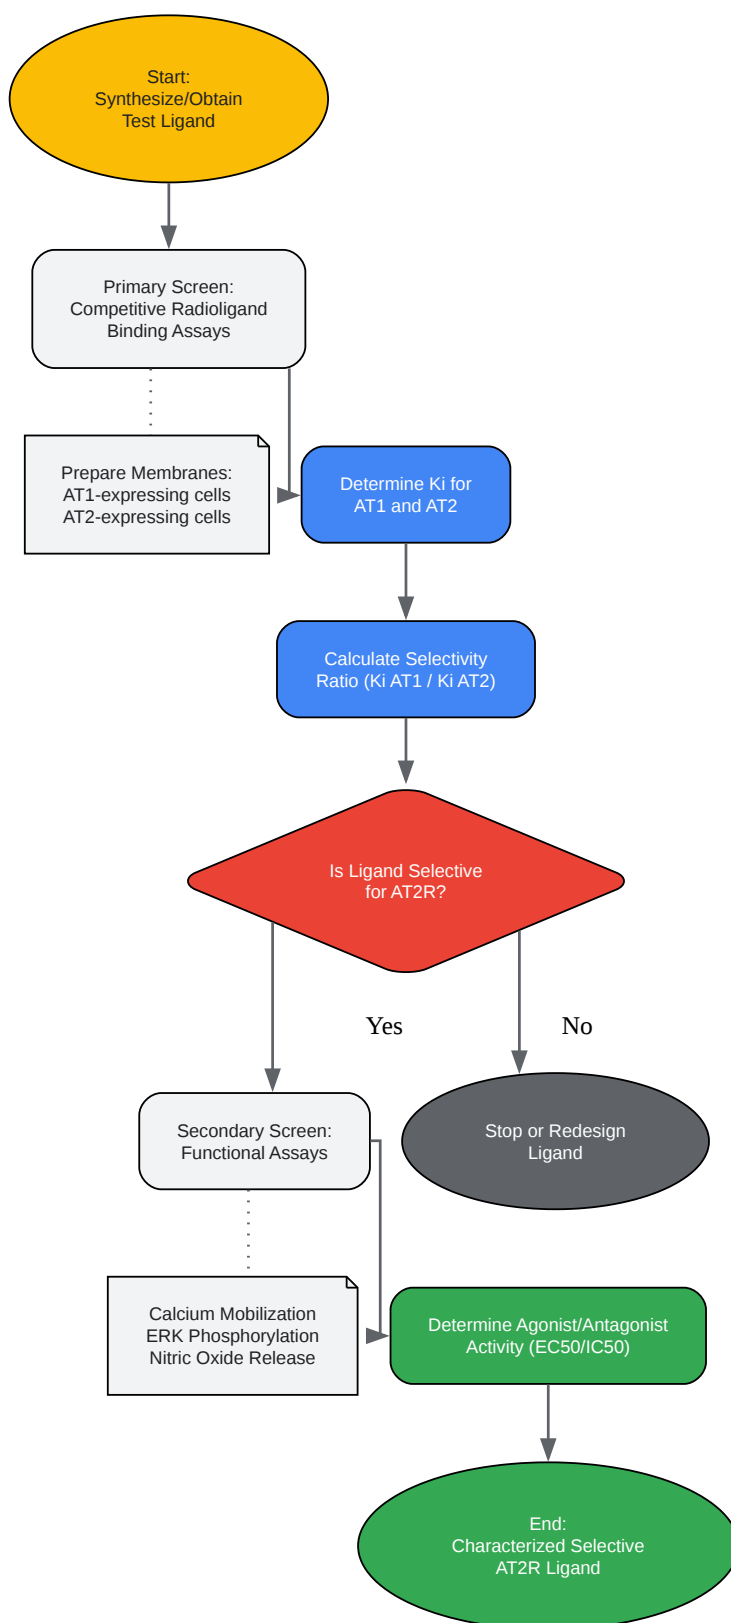 Start:
Synthesize/Obtain
Test Ligand
Primary Screen:
Competitive Radioligand
Binding Assays
Prepare Membranes:
AT1-expressing cells
AT2-expressing cells
Determine Ki for
AT1 and AT2
Calculate Selectivity
Ratio (Ki AT1 / Ki AT2)
Is Ligand Selective
for AT2R?
Yes
No
Secondary Screen:
Functional Assays
Stop or Redesign
Ligand
Calcium Mobilization
ERK Phosphorylation
Nitric Oxide Release
Determine Agonist/Antagonist
Activity (EC50/IC50)
End:
Characterized Selective
AT2R Ligand